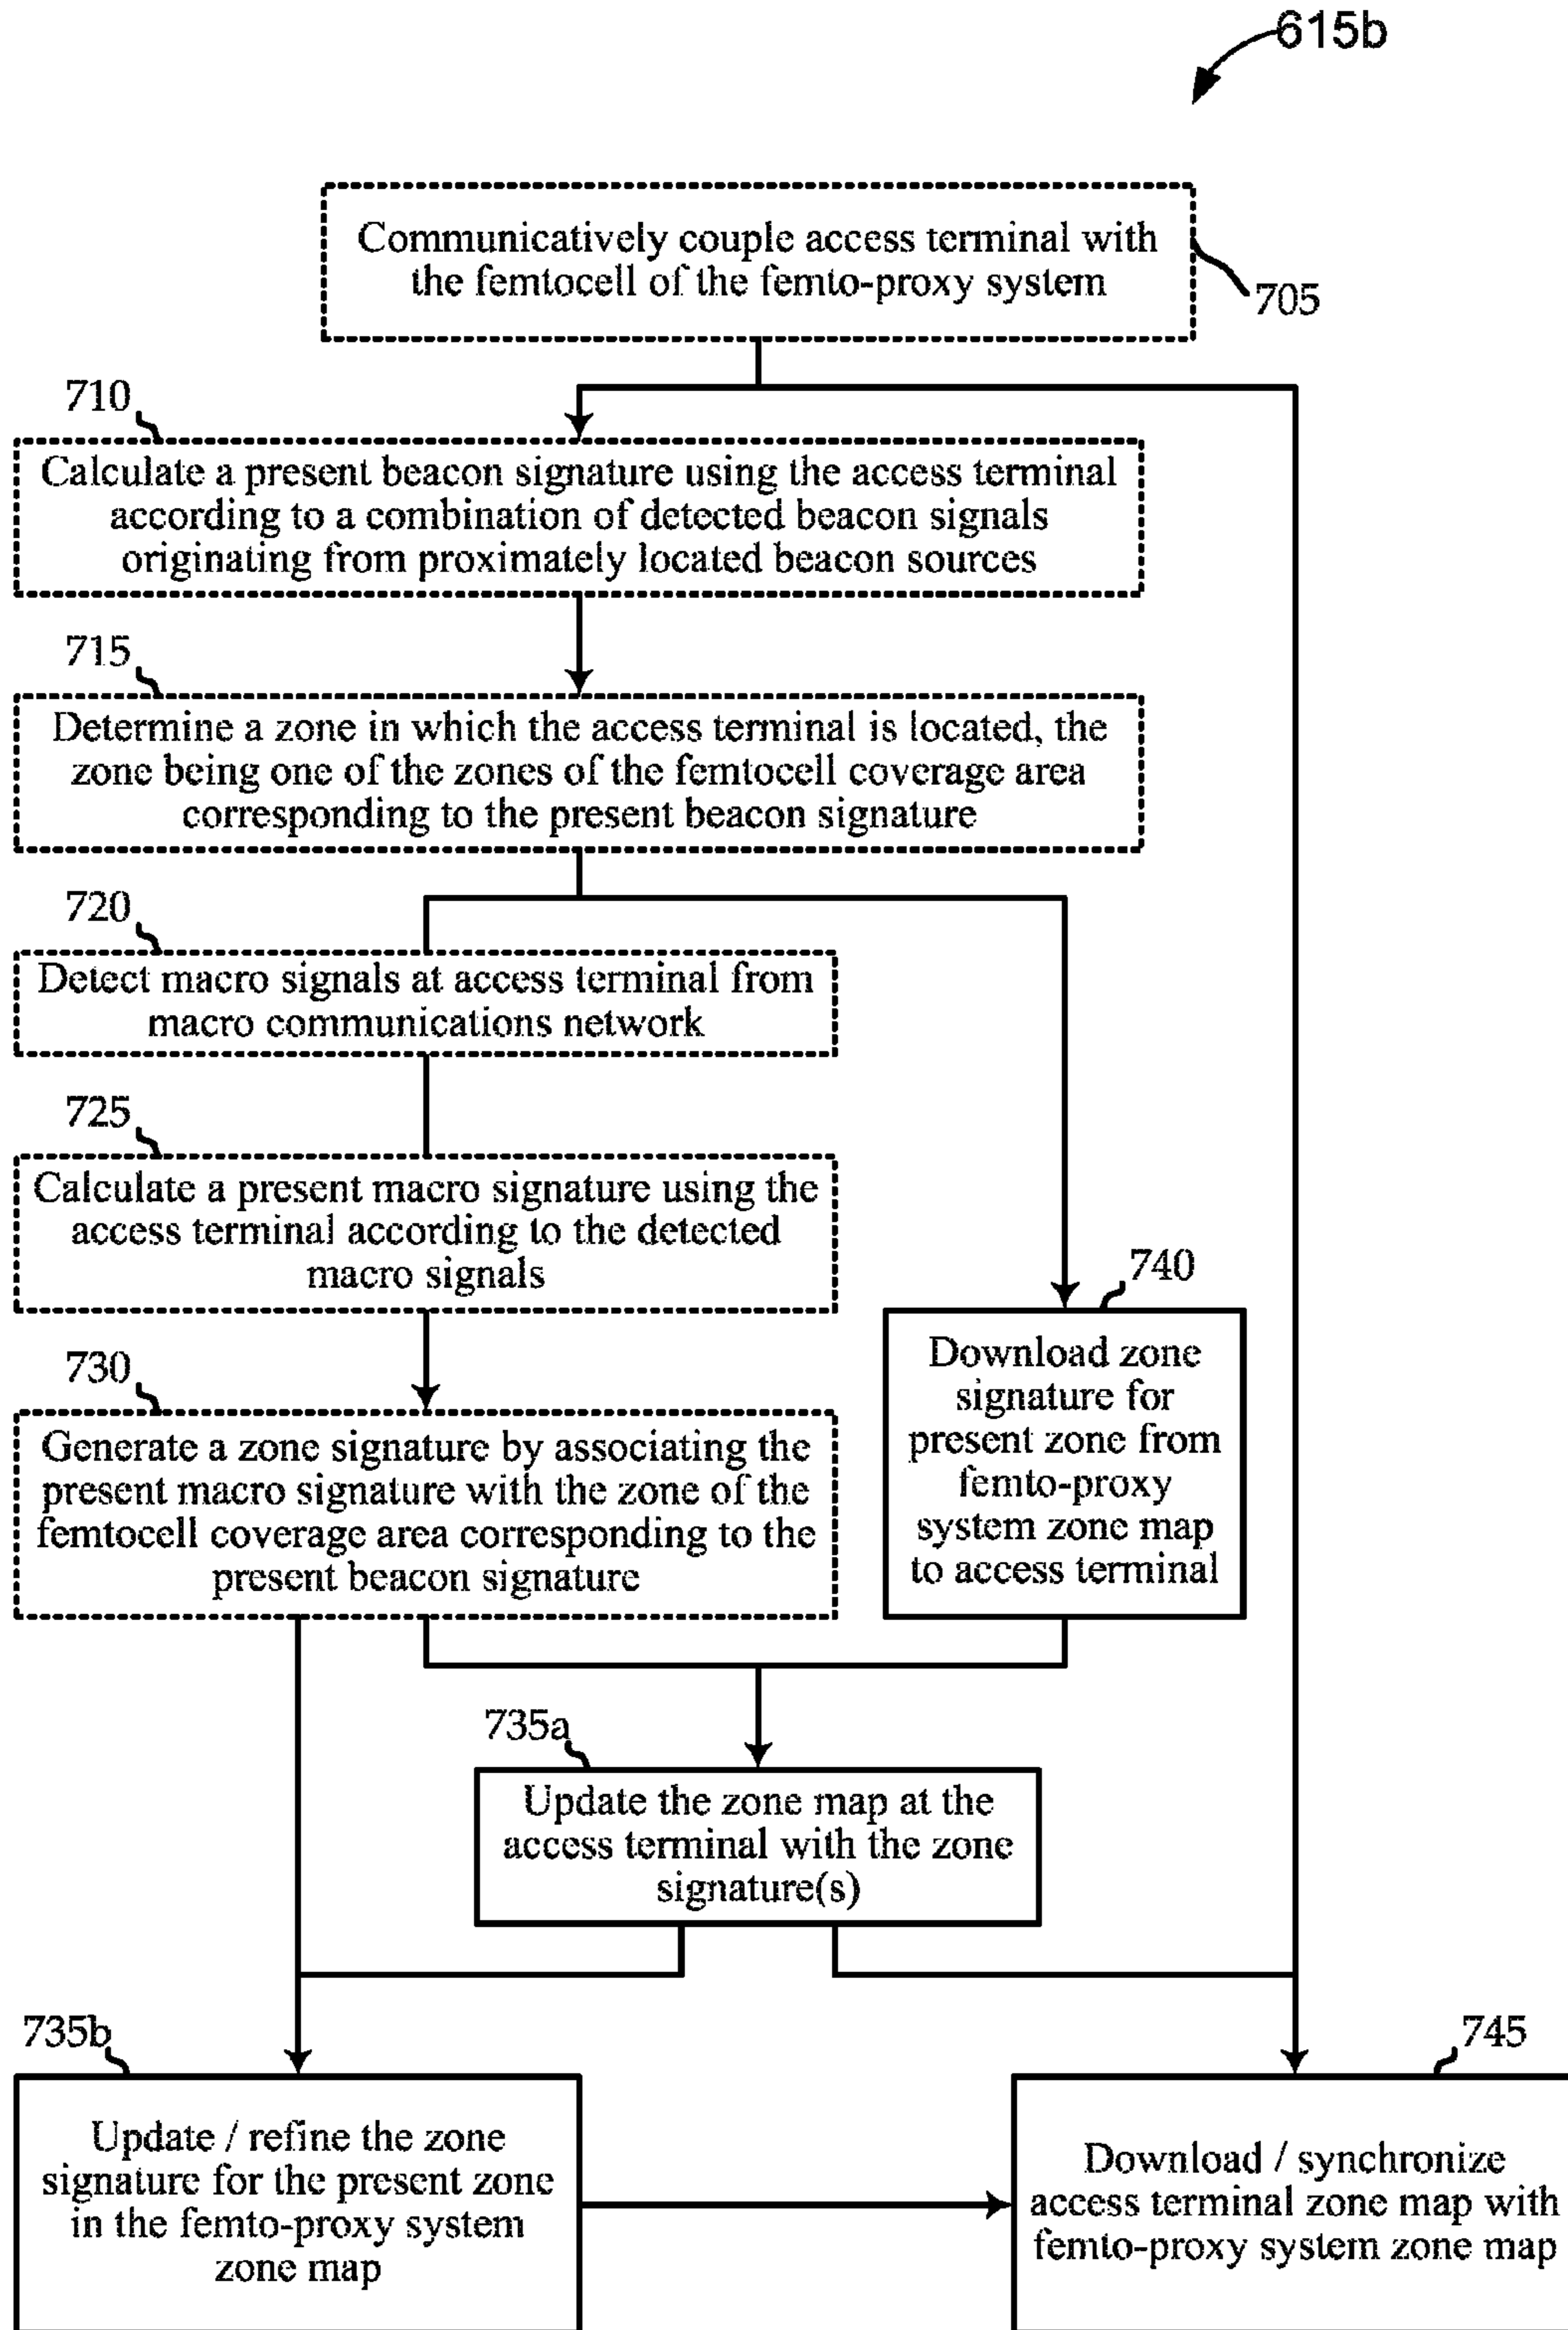 615b
Communicatively couple access terminal with
the femtocell of the femto-proxy system
705
710
Calculate a present beacon signature using the access terminal
according to a combination of detected beacon signals
originating from proximately located beacon sources
715
Determine a zone in which the access terminal is located, the
zone being one of the zones of the femtocell coverage area
corresponding to the present beacon signature
720
Detect macro signals at access terminal from
macro communications network
725
Calculate a present macro signature using the
access terminal according to the detected
macro signals
740
Download zone
signature for
present zone from
femto-proxy
system zone map
to access terminal
730
Generate a zone signature by associating the
present macro signature with the zone of the
femtocell coverage area corresponding to the
present beacon signature
735a
Update the zone map at the
access terminal with the zone
signature(s)
735b
Update / refine the zone
signature for the present zone
in the femto-proxy system
zone map
745
Download / synchronize
access terminal zone map with
femto-proxy system zone map